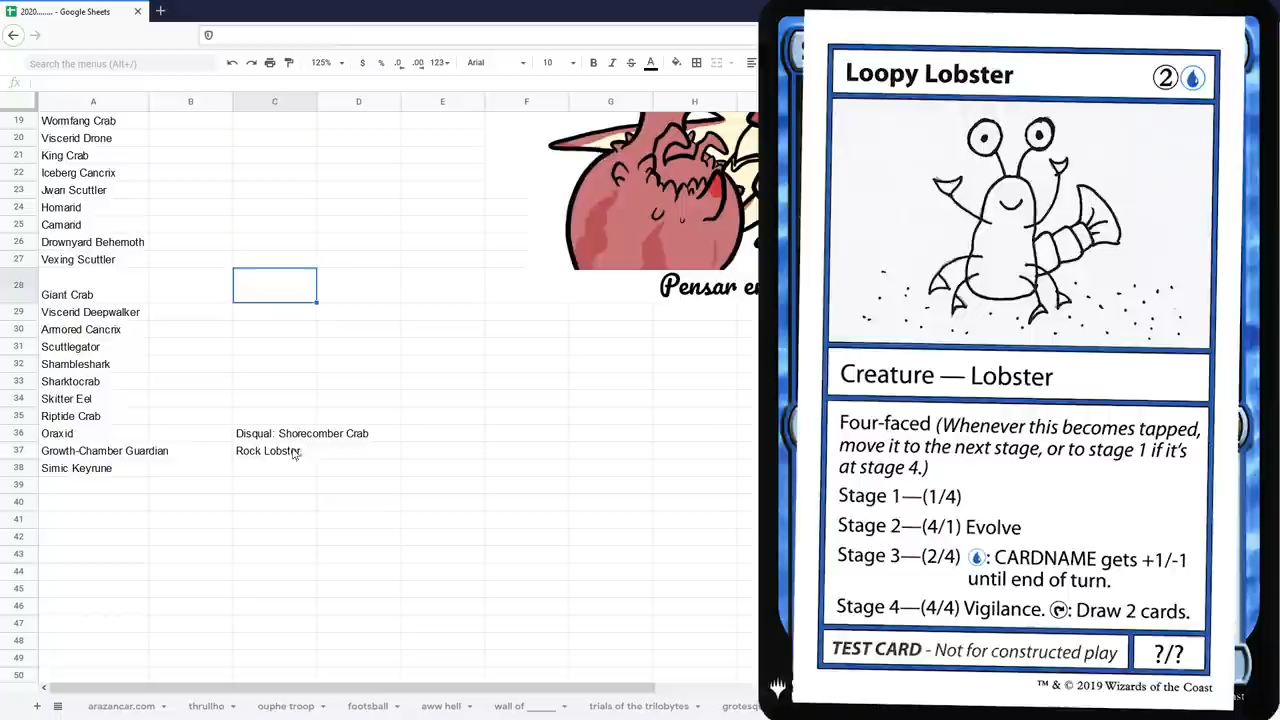 2020........ - Google Sheets
Search the menus (Alt+/)
125%
$
%
.0
.00
123
Arial
10
B
I
S
A
fx
A B C D E F G H
19 Wormfang Crab
20 Viscerid Drone
21 King Crab
22 Iceberg Cancrix
23 Jwari Scuttler
24 Homarid
25 Camarid
26 Drownyard Behemoth
27 Vexing Scuttler
28 Giant Crab
29 Viscerid Deepwalker
30 Armored Cancrix
31 Scuttlegator
32 Shambleshark
33 Sharktocrab
34 Skitter Eel
35 Riptide Crab
36 Oraxid Disqual: Shorecomber Crab
37 Growth-Chamber Guardian Rock Lobster
38 Simic Keyrune
39
40
41
42
43
44
45
46
47
48
49
50
Pensar
brazancar.com thrullho ouphe troop footsball aww hell wall of ____ trials of the trilobytes
Loopy Lobster 2
Creature — Lobster
Four-faced (Whenever this becomes tapped,
move it to the next stage, or to stage 1 if it's
at stage 4.)
Stage 1—(1/4)
Stage 2—(4/1) Evolve
Stage 3—(2/4) : CARDNAME gets +1/-1
until end of turn.
Stage 4—(4/4) Vigilance. : Draw 2 cards.
TEST CARD - Not for constructed play ?/?
™ & © 2019 Wizards of the Coast